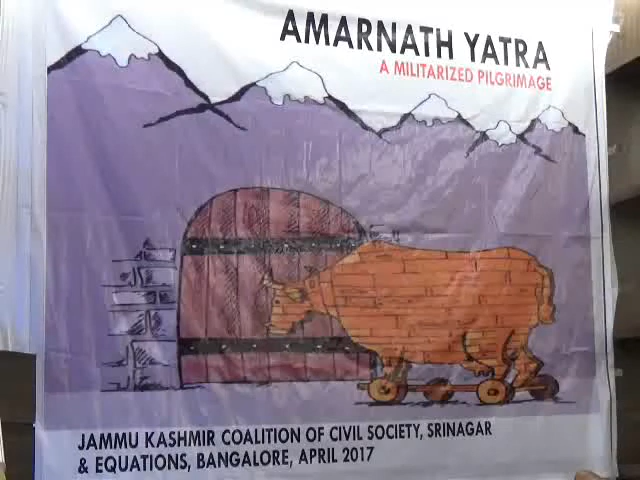 AMARNATH YATRA
A MILITARIZED PILGRIMAGE
JAMMU KASHMIR COALITION OF CIVIL SOCIETY, SRINAGAR
& EQUATIONS, BANGALORE, APRIL 2017